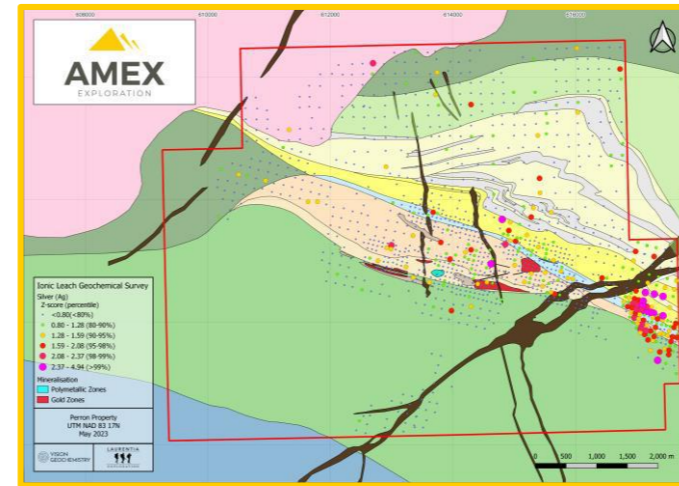 608000 610000 612000 614000 616000
AMEX
EXPLORATION
Ionic Leach Geochemical Survey
Silver (Ag)
Z-score (percentile)
<0.80(<80%)
0.80 - 1.28 (80-90%)
1.28 - 1.59 (90-95%)
1.59 - 2.08 (95-98%)
2.08 - 2.37 (98-99%)
2.37 - 4.94 (>99%)
Mineralisation
Polymetallic Zones
Gold Zones
Perron Property
UTM NAD 83 17N
May 2023
VISION
GEOCHEMISTRY
LAURENTIA
0 500 1,000 1,500 2,000 m